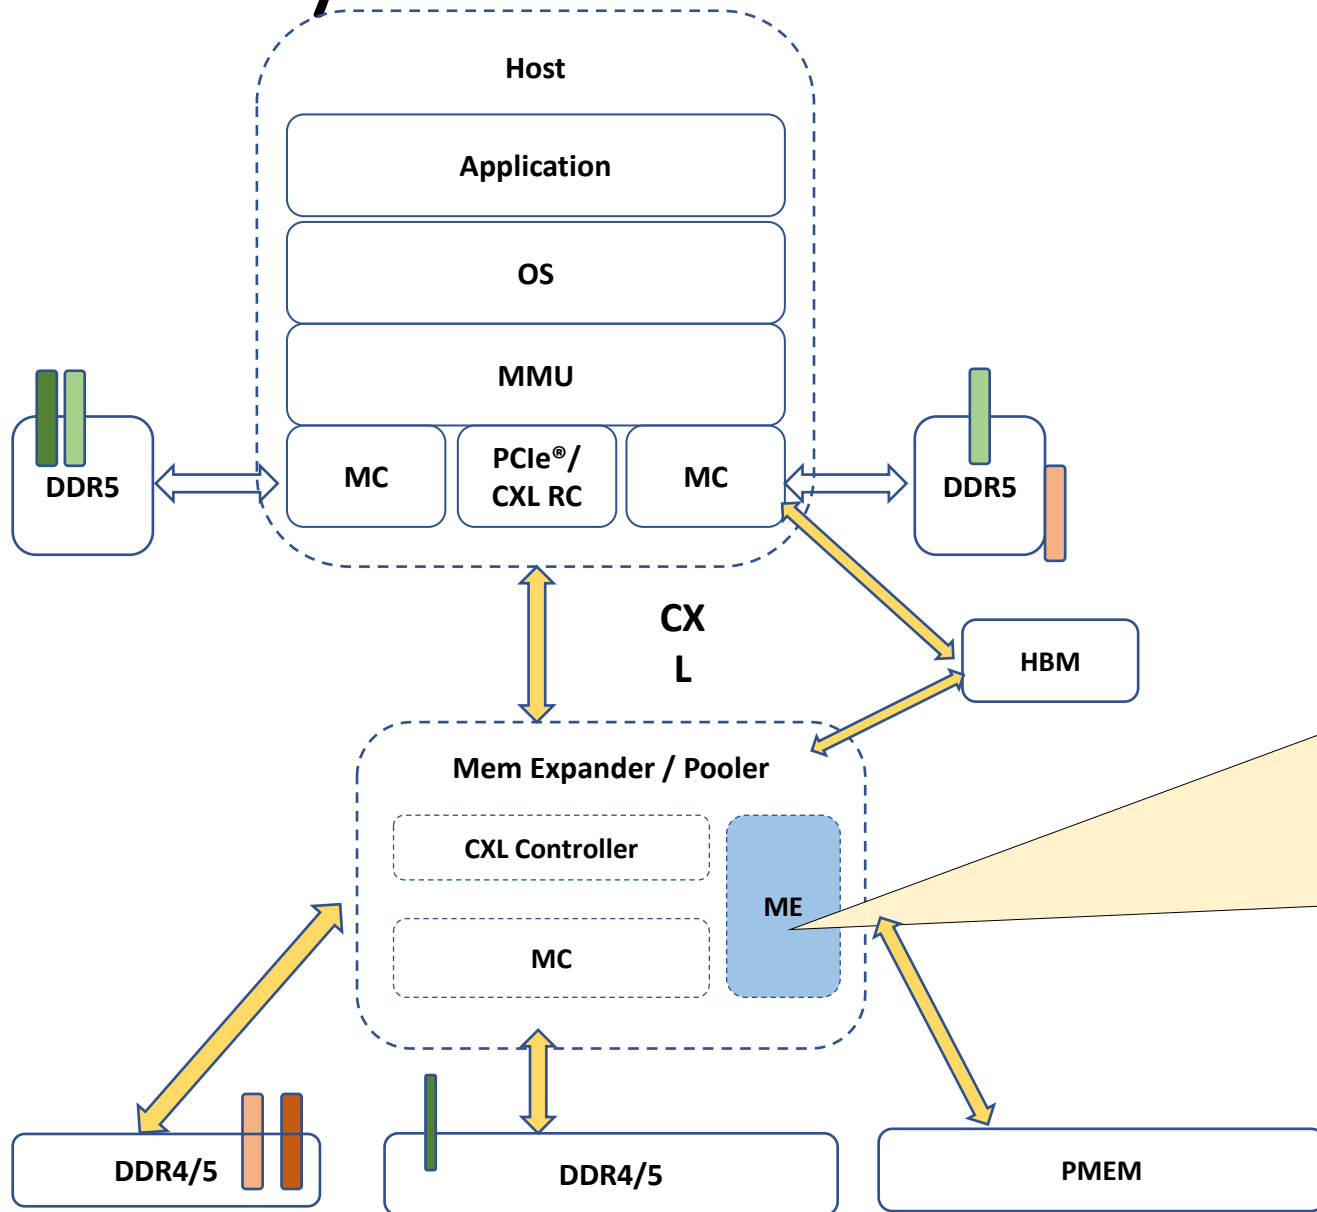 Host
Application
OS
MMU
DDR5
MC
PCIe®/
CXL RC
MC
DDR5
CX
L
HBM
Mem Expander / Pooler
CXL Controller
ME
MC
DDR4/5
DDR4/5
PMEM